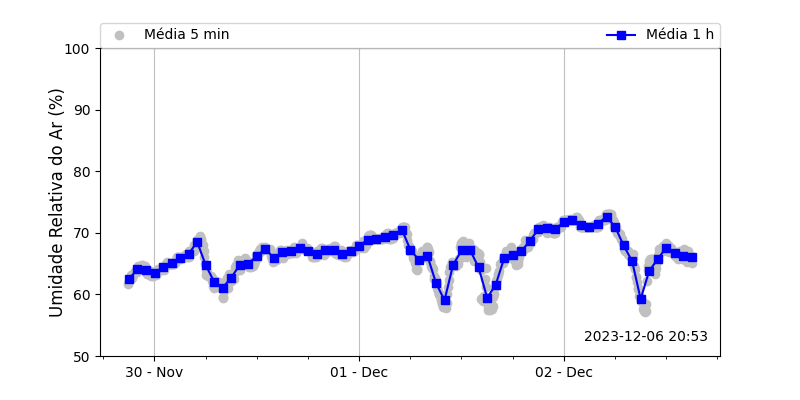 Média 5 min
Média 1 h
Umidade Relativa do Ar (%)
100
90
80
70
60
50
2023-12-06 20:53
30 - Nov
01 - Dec
02 - Dec